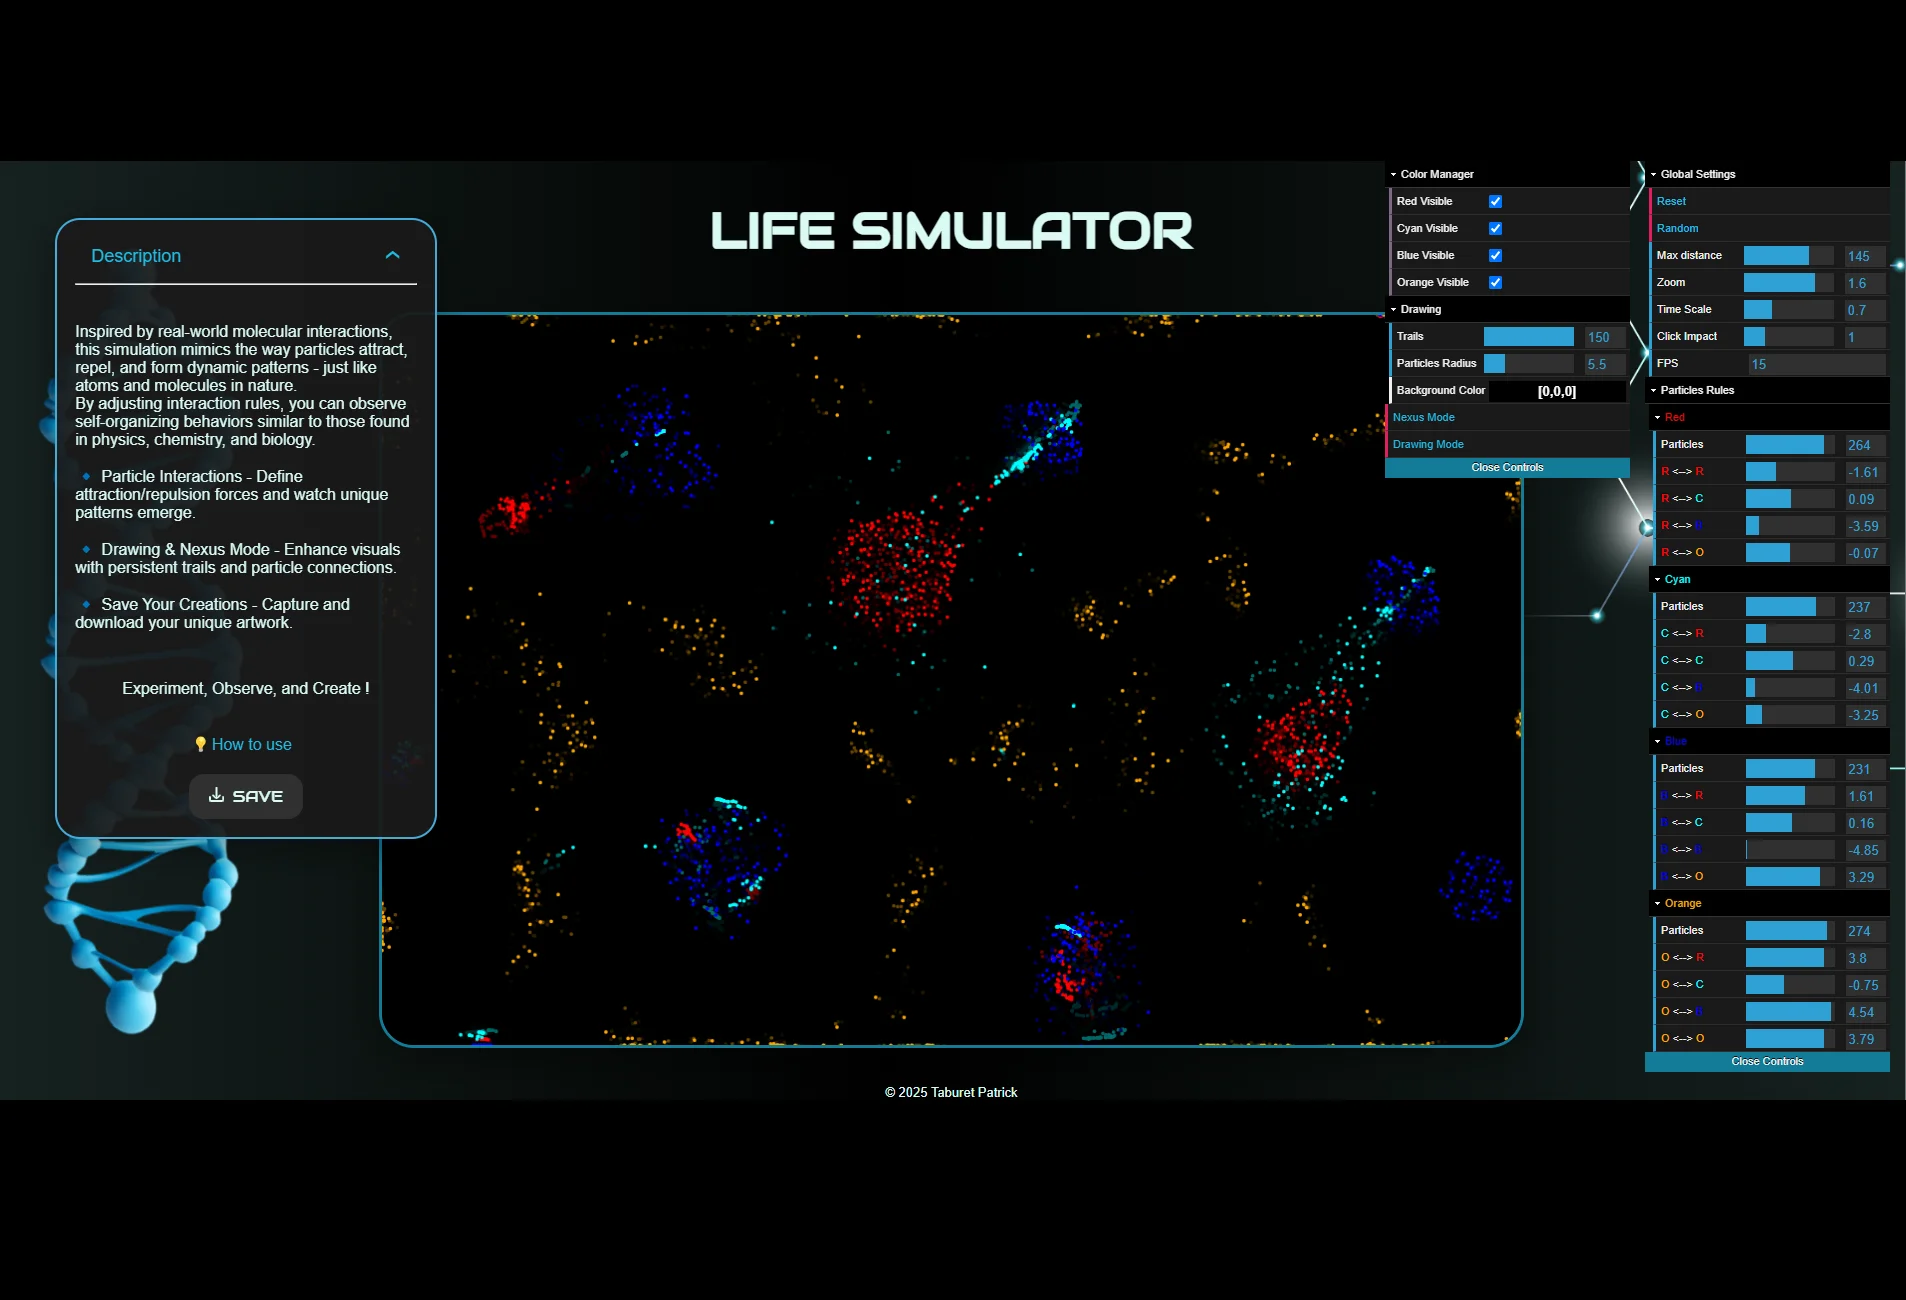 LIFE SIMULATOR
Description
Inspired by real-world molecular interactions,
this simulation mimics the way particles attract,
repel, and form dynamic patterns - just like
atoms and molecules in nature.
By adjusting interaction rules, you can observe
self-organizing behaviors similar to those found
in physics, chemistry, and biology.
Particle Interactions - Define
attraction/repulsion forces and watch unique
patterns emerge.
Drawing & Nexus Mode - Enhance visuals
with persistent trails and particle connections.
Save Your Creations - Capture and
download your unique artwork.
Experiment, Observe, and Create !
How to use
SAVE
Color Manager
Red Visible
Cyan Visible
Blue Visible
Orange Visible
Drawing
Trails 150
Particles Radius 5.5
Background Color [0,0,0]
Nexus Mode
Drawing Mode
Close Controls
Global Settings
Reset
Random
Max distance 145
Zoom 1.6
Time Scale 0.7
Click Impact 1
FPS 15
Particles Rules
Red
Particles 264
R <--> R -1.61
R <--> C 0.09
R <--> B -3.59
R <--> O -0.07
Cyan
Particles 237
C <--> R -2.8
C <--> C 0.29
C <--> B -4.01
C <--> O -3.25
Blue
Particles 231
B <--> R 1.61
B <--> C 0.16
B <--> B -4.85
B <--> O 3.29
Orange
Particles 274
O <--> R 3.8
O <--> C -0.75
O <--> B 4.54
O <--> O 3.79
Close Controls
© 2025 Taburet Patrick